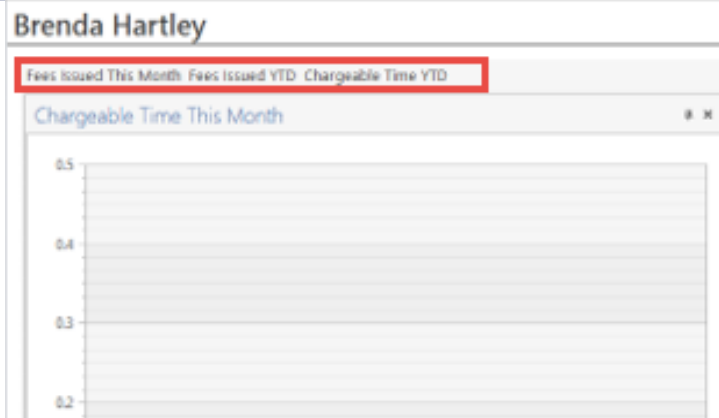 Brenda Hartley
Fees Issued This Month Fees Issued YTD Chargeable Time YTD
Chargeable Time This Month
0.5
0.4
0.3
0.2